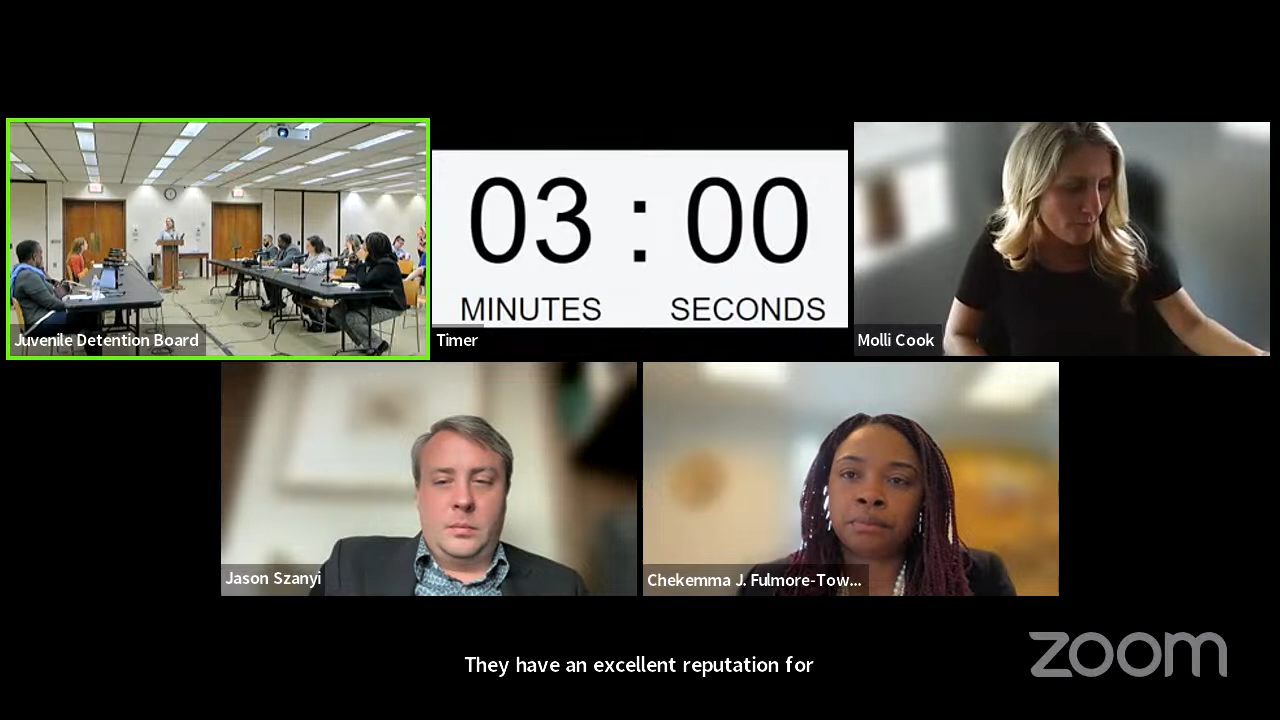 03 : 00
MINUTES SECONDS
Juvenile Detention Board
Timer
Molli Cook
Jason Szanyi
Chekemma J. Fulmore-Tow...
They have an excellent reputation for
zoom